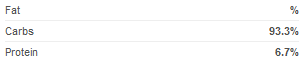 Fat %
Carbs 93.3%
Protein 6.7%